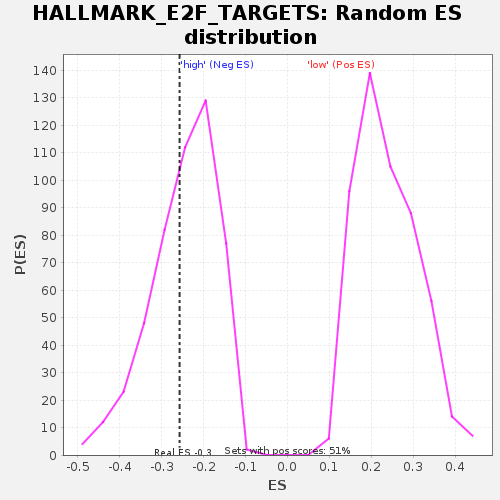 HALLMARK_E2F_TARGETS: Random ES
distribution
'high' (Neg ES)
'low' (Pos ES)
P(ES)
140
130
120
110
100
90
80
70
60
50
40
30
20
10
0
Real ES -0.3
Sets with pos scores: 51%
-0.5 -0.4 -0.3 -0.2 -0.1 0.0 0.1 0.2 0.3 0.4
ES